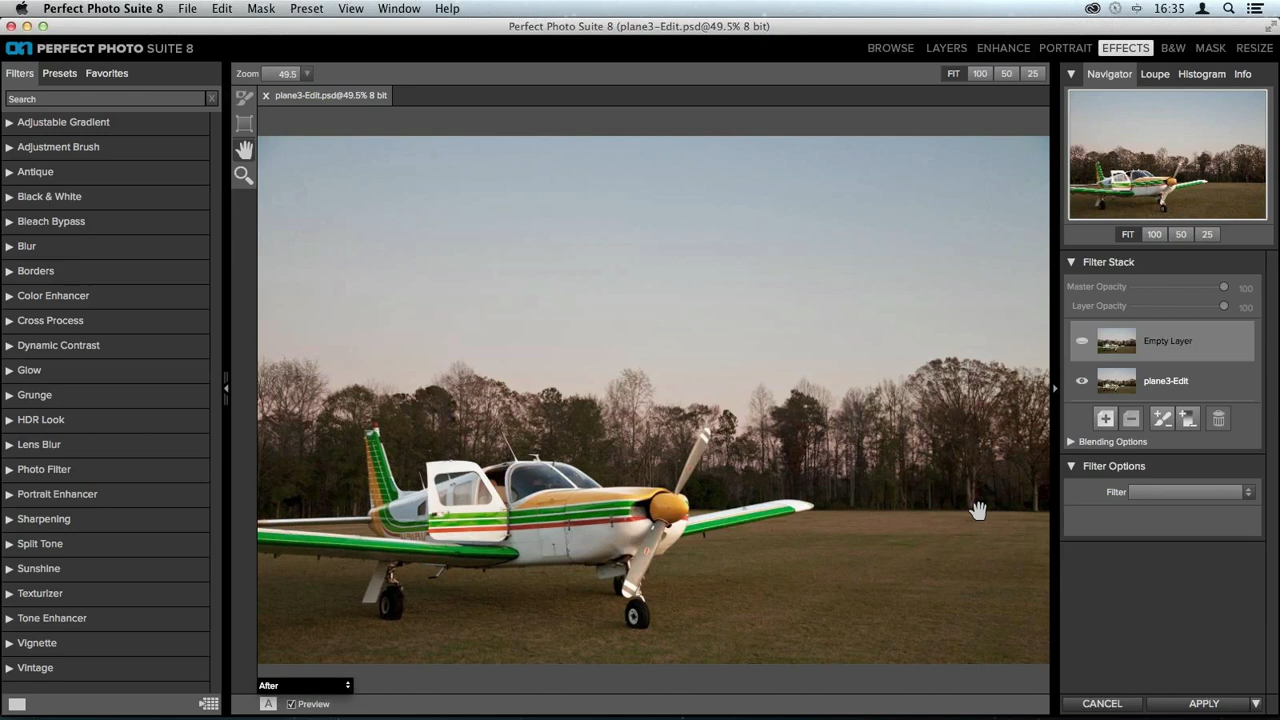 Perfect Photo Suite 8 File Edit Mask Preset View Window Help 16:35
Perfect Photo Suite 8 (plane3-Edit.psd@49.5% 8 bit)
on PERFECT PHOTO SUITE 8 BROWSE LAYERS ENHANCE PORTRAIT EFFECTS B&W MASK RESIZE
Filters Presets Favorites
Zoom 49.5 FIT 100 50 25
Navigator Loupe Histogram Info
Search X
plane3-Edit.psd@49.5% 8 bit
Adjustable Gradient
Adjustment Brush
Antique
Black & White
Bleach Bypass
Blur
Borders
Color Enhancer
Cross Process
Dynamic Contrast
Glow
Grunge
HDR Look
Lens Blur
Photo Filter
Portrait Enhancer
Sharpening
Split Tone
Sunshine
Texturizer
Tone Enhancer
Vignette
Vintage
After
A Preview
FIT 100 50 25
Filter Stack
Master Opacity 100
Layer Opacity 100
Empty Layer
plane3-Edit
Blending Options
Filter Options
Filter
CANCEL APPLY